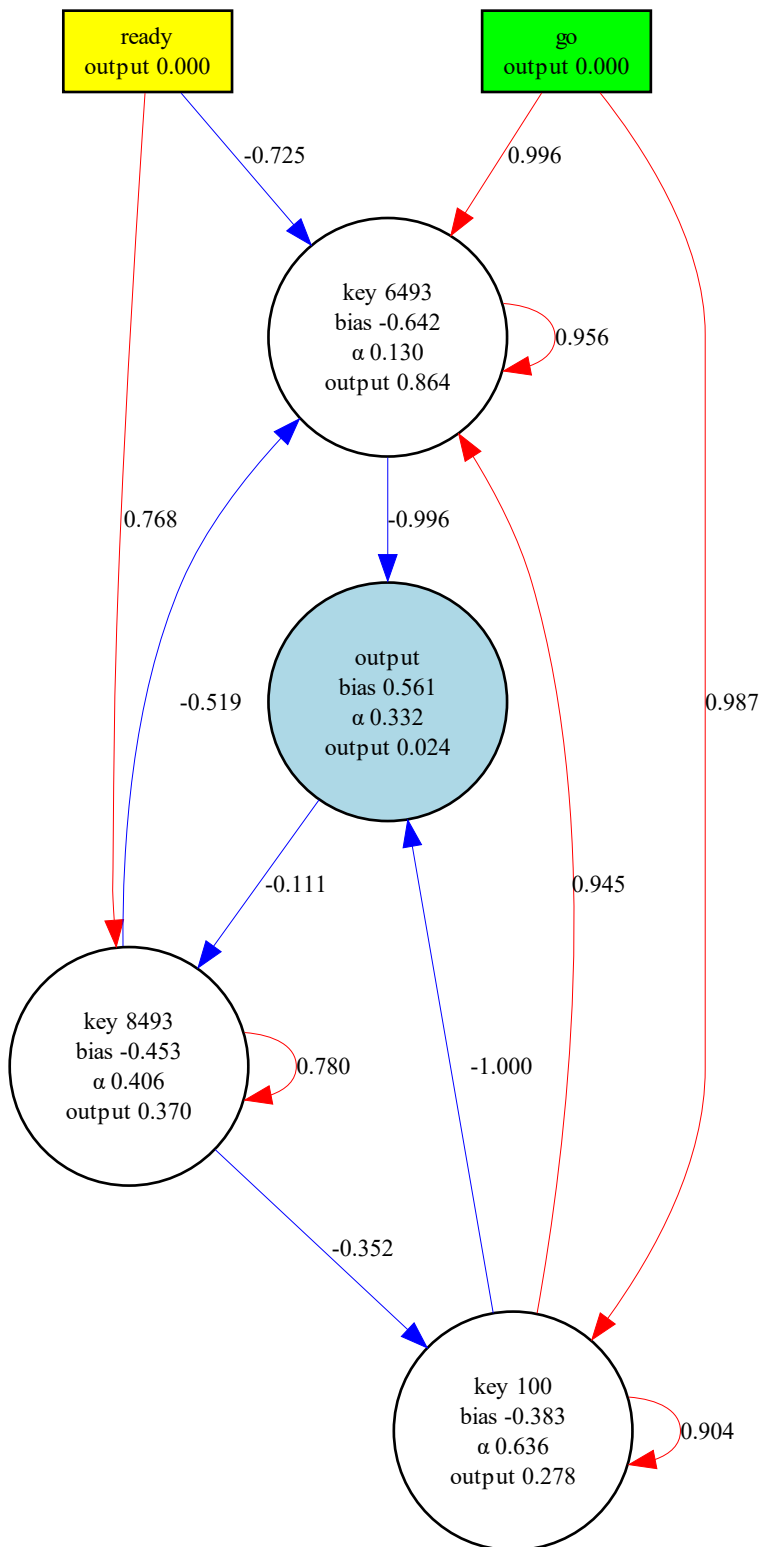 ready
output 0.000
go
output 0.000
-0.725
0.996
key 6493
bias -0.642
α 0.130
output 0.864
0.956
0.768
-0.996
-0.519
output
bias 0.561
α 0.332
output 0.024
0.987
-0.111
0.945
key 8493
bias -0.453
α 0.406
output 0.370
0.780
-1.000
-0.352
key 100
bias -0.383
α 0.636
output 0.278
0.904